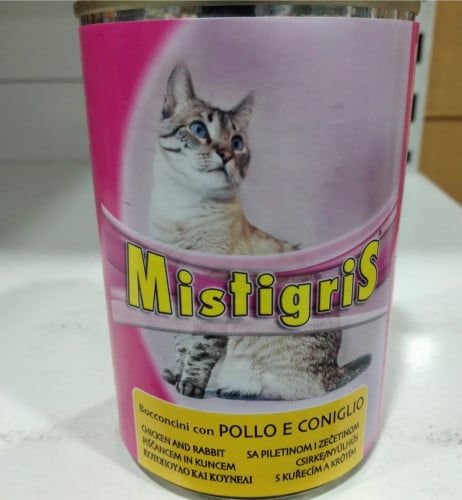 MistigriS
Bocconcini con POLLO E CONIGLIO
CHICKEN AND RABBIT
PIŠČANCEM IN KUNCEM
ΚΟΤΟΠΟΥΛΟ ΚΑΙ ΚΟΥΝΕΛΙ
SA PILETINOM I ZEČETINOM
CSIRKE/NYÚLHÚS
S KUŘECÍM A KRÓTÍM